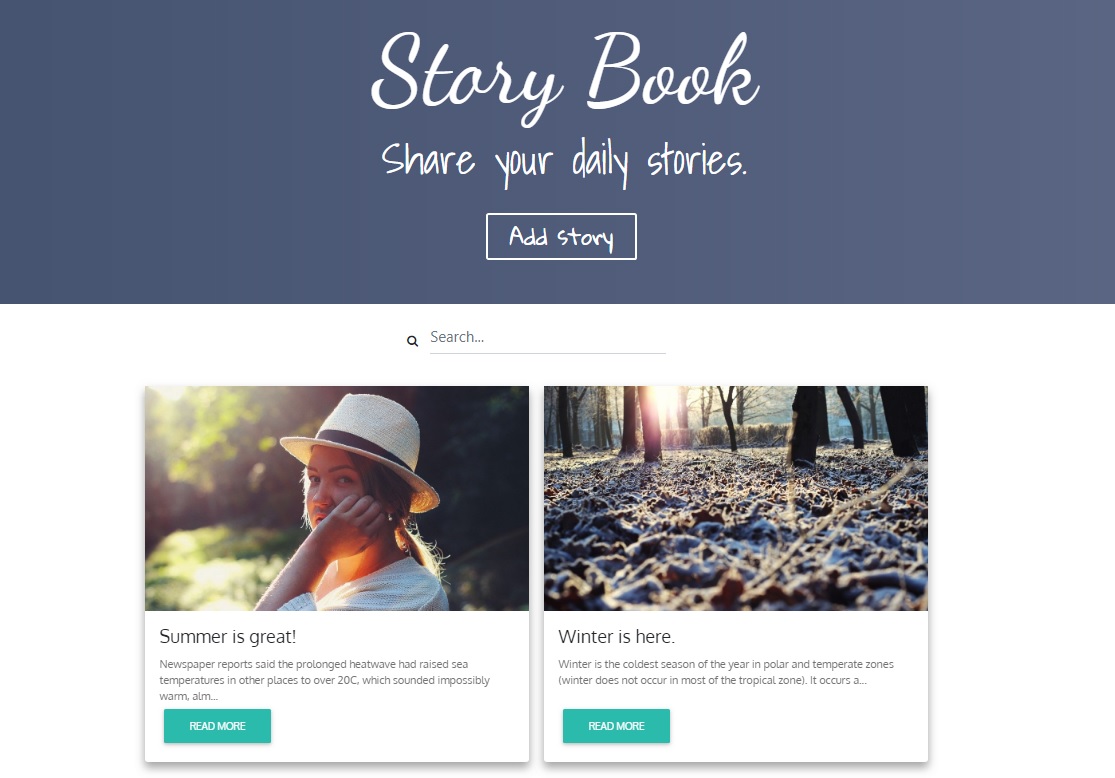 Story Book
Share your daily stories.
Add story
Search...
Summer is great!
Newspaper reports said the prolonged heatwave had raised sea
temperatures in other places to over 20C, which sounded impossibly
warm, alm...
READ MORE
Winter is here.
Winter is the coldest season of the year in polar and temperate zones
(winter does not occur in most of the tropical zone). It occurs a...
READ MORE